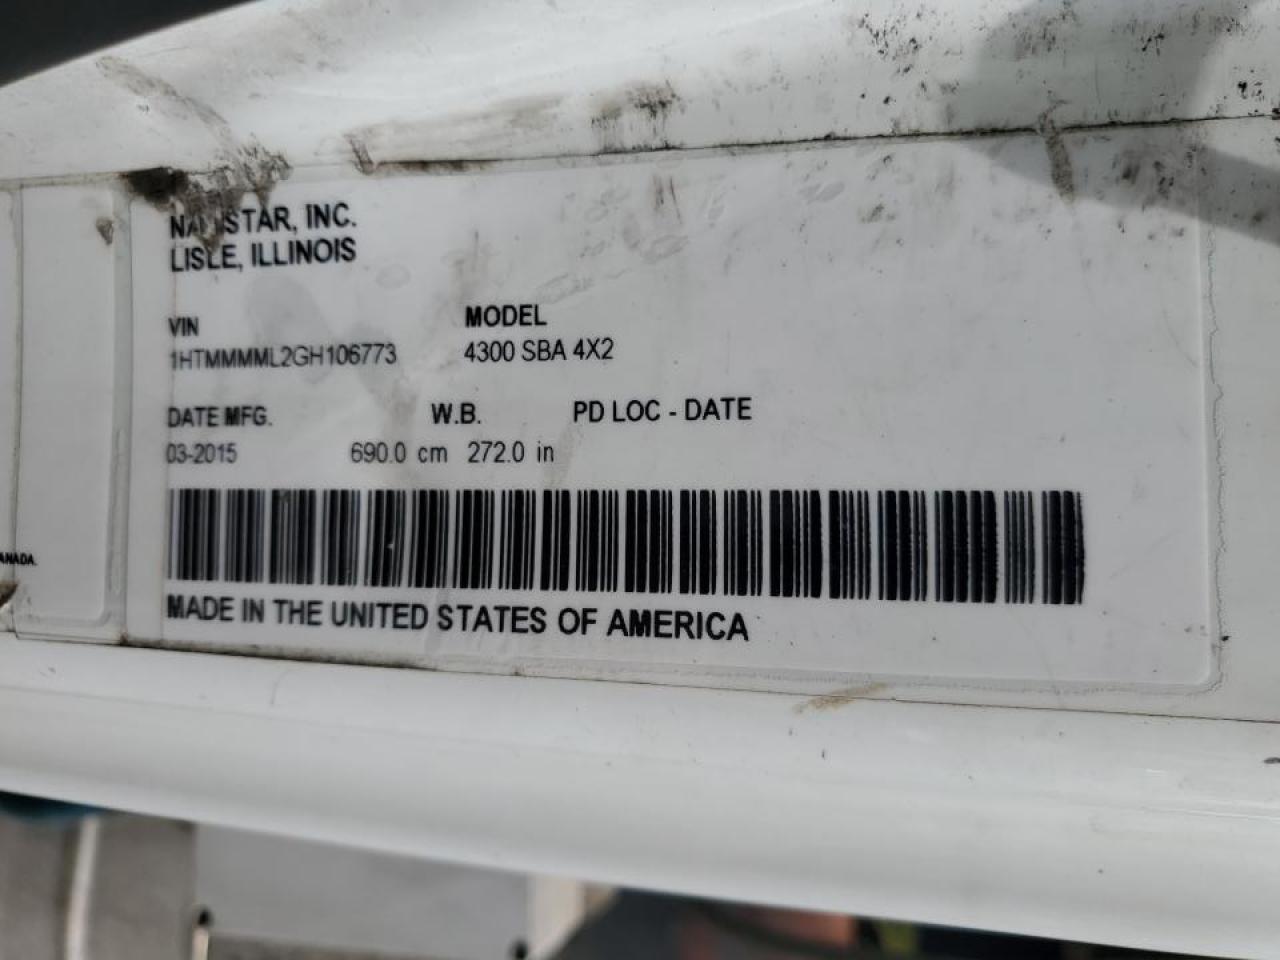 INC.
LISLE, ILLINOIS
VIN MODEL
1HTMMMML2GH106773 4300 SBA 4X2
DATE MFG. W.B. PD LOC - DATE
03-2015 690.0 cm 272.0 in
MADE IN THE UNITED STATES OF AMERICA